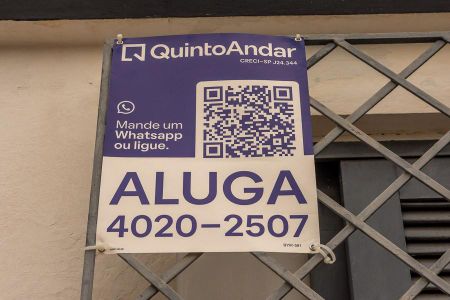 QuintoAndar
CRECI-SP J24.344
Mande um
Whatsapp
ou ligue.
ALUGA
4020-2507